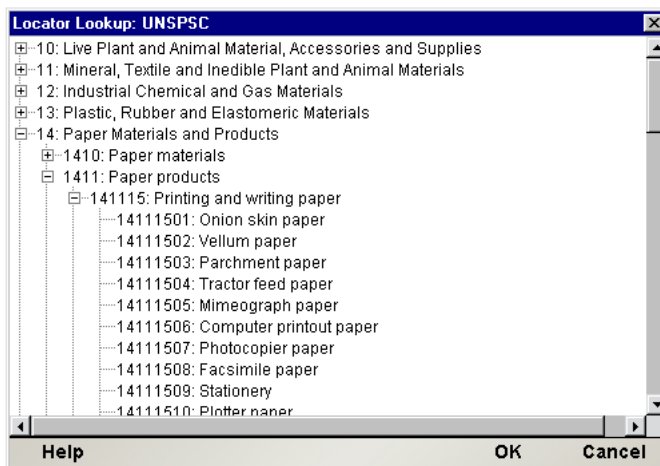 Locator Lookup: UNSPSC
10: Live Plant and Animal Material, Accessories and Supplies
11: Mineral, Textile and Inedible Plant and Animal Materials
12: Industrial Chemical and Gas Materials
13: Plastic, Rubber and Elastomeric Materials
14: Paper Materials and Products
1410: Paper materials
1411: Paper products
141115: Printing and writing paper
14111501: Onion skin paper
14111502: Vellum paper
14111503: Parchment paper
14111504: Tractor feed paper
14111505: Mimeograph paper
14111506: Computer printout paper
14111507: Photocopier paper
14111508: Facsimile paper
14111509: Stationery
14111510: Plotter paper
Help OK Cancel